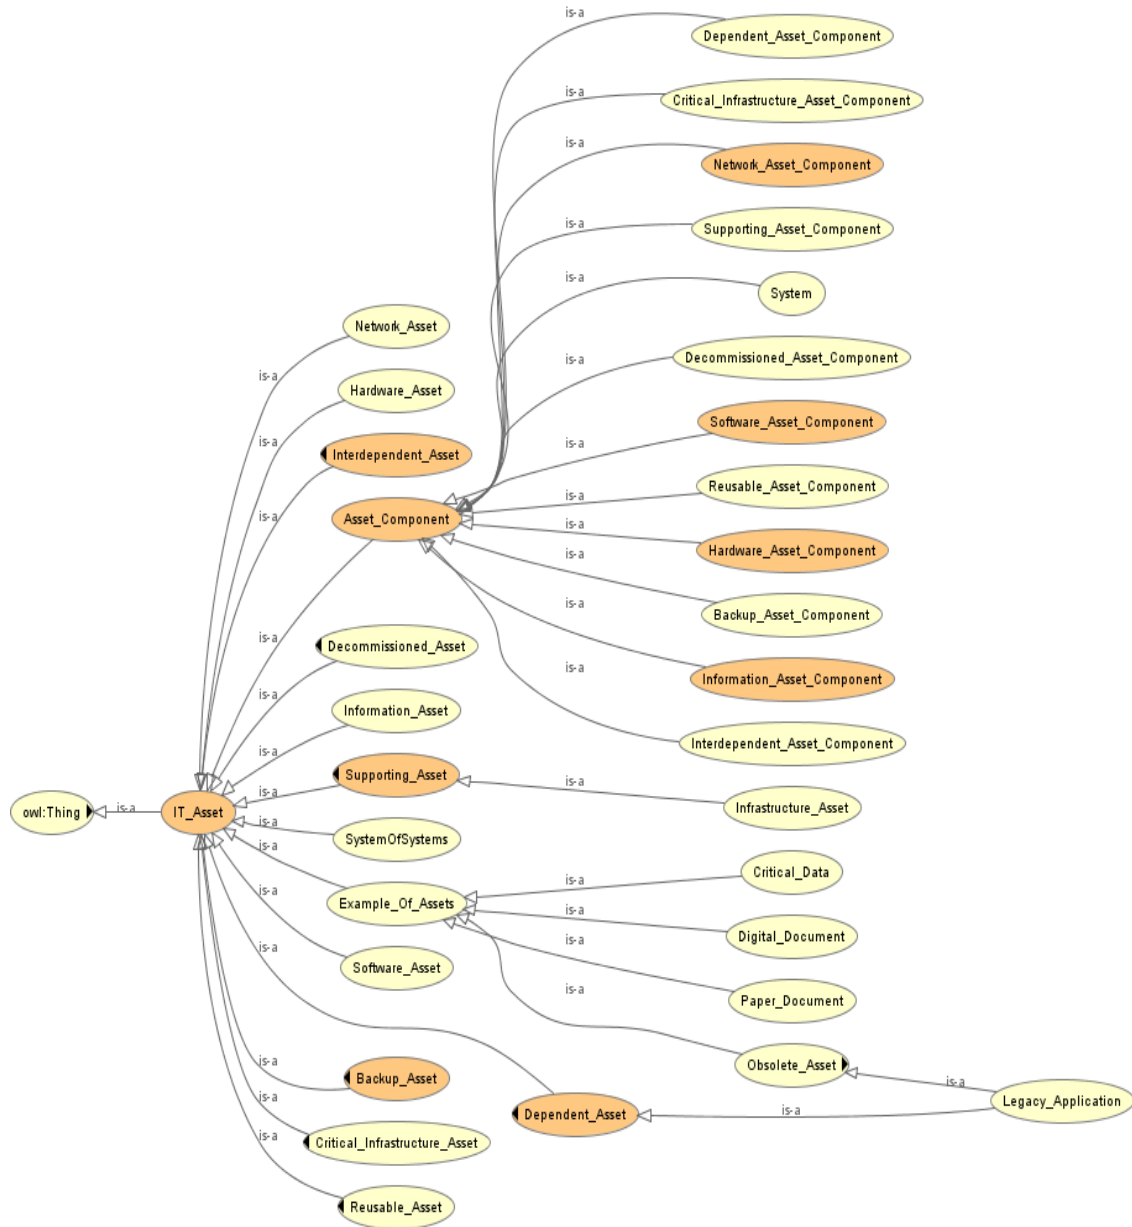 is-a
Dependent_Asset_Component
is-a
Critical_Infrastructure_Asset_Component
is-a
Network_Asset_Component
is-a
Supporting_Asset_Component
is-a
System
Network_Asset
is-a
Decommissioned_Asset_Component
is-a
Hardware_Asset
is-a
Software_Asset_Component
is-a
Interdependent_Asset
is-a
Reusable_Asset_Component
is-a
Asset_Component
is-a
Hardware_Asset_Component
is-a
Backup_Asset_Component
is-a
is-a
Decommissioned_Asset
is-a
Information_Asset_Component
is-a
Information_Asset
is-a
Interdependent_Asset_Component
is-a
Supporting_Asset
is-a
Infrastructure_Asset
owl:Thing
is-a
IT_Asset
is-a
SystemOfSystems
is-a
Critical_Data
is-a
Example_Of_Assets
is-a
Digital_Document
is-a
Software_Asset
is-a
Paper_Document
is-a
is-a
Backup_Asset
Obsolete_Asset
is-a
Legacy_Application
is-a
Dependent_Asset
is-a
Critical_Infrastructure_Asset
is-a
Reusable_Asset